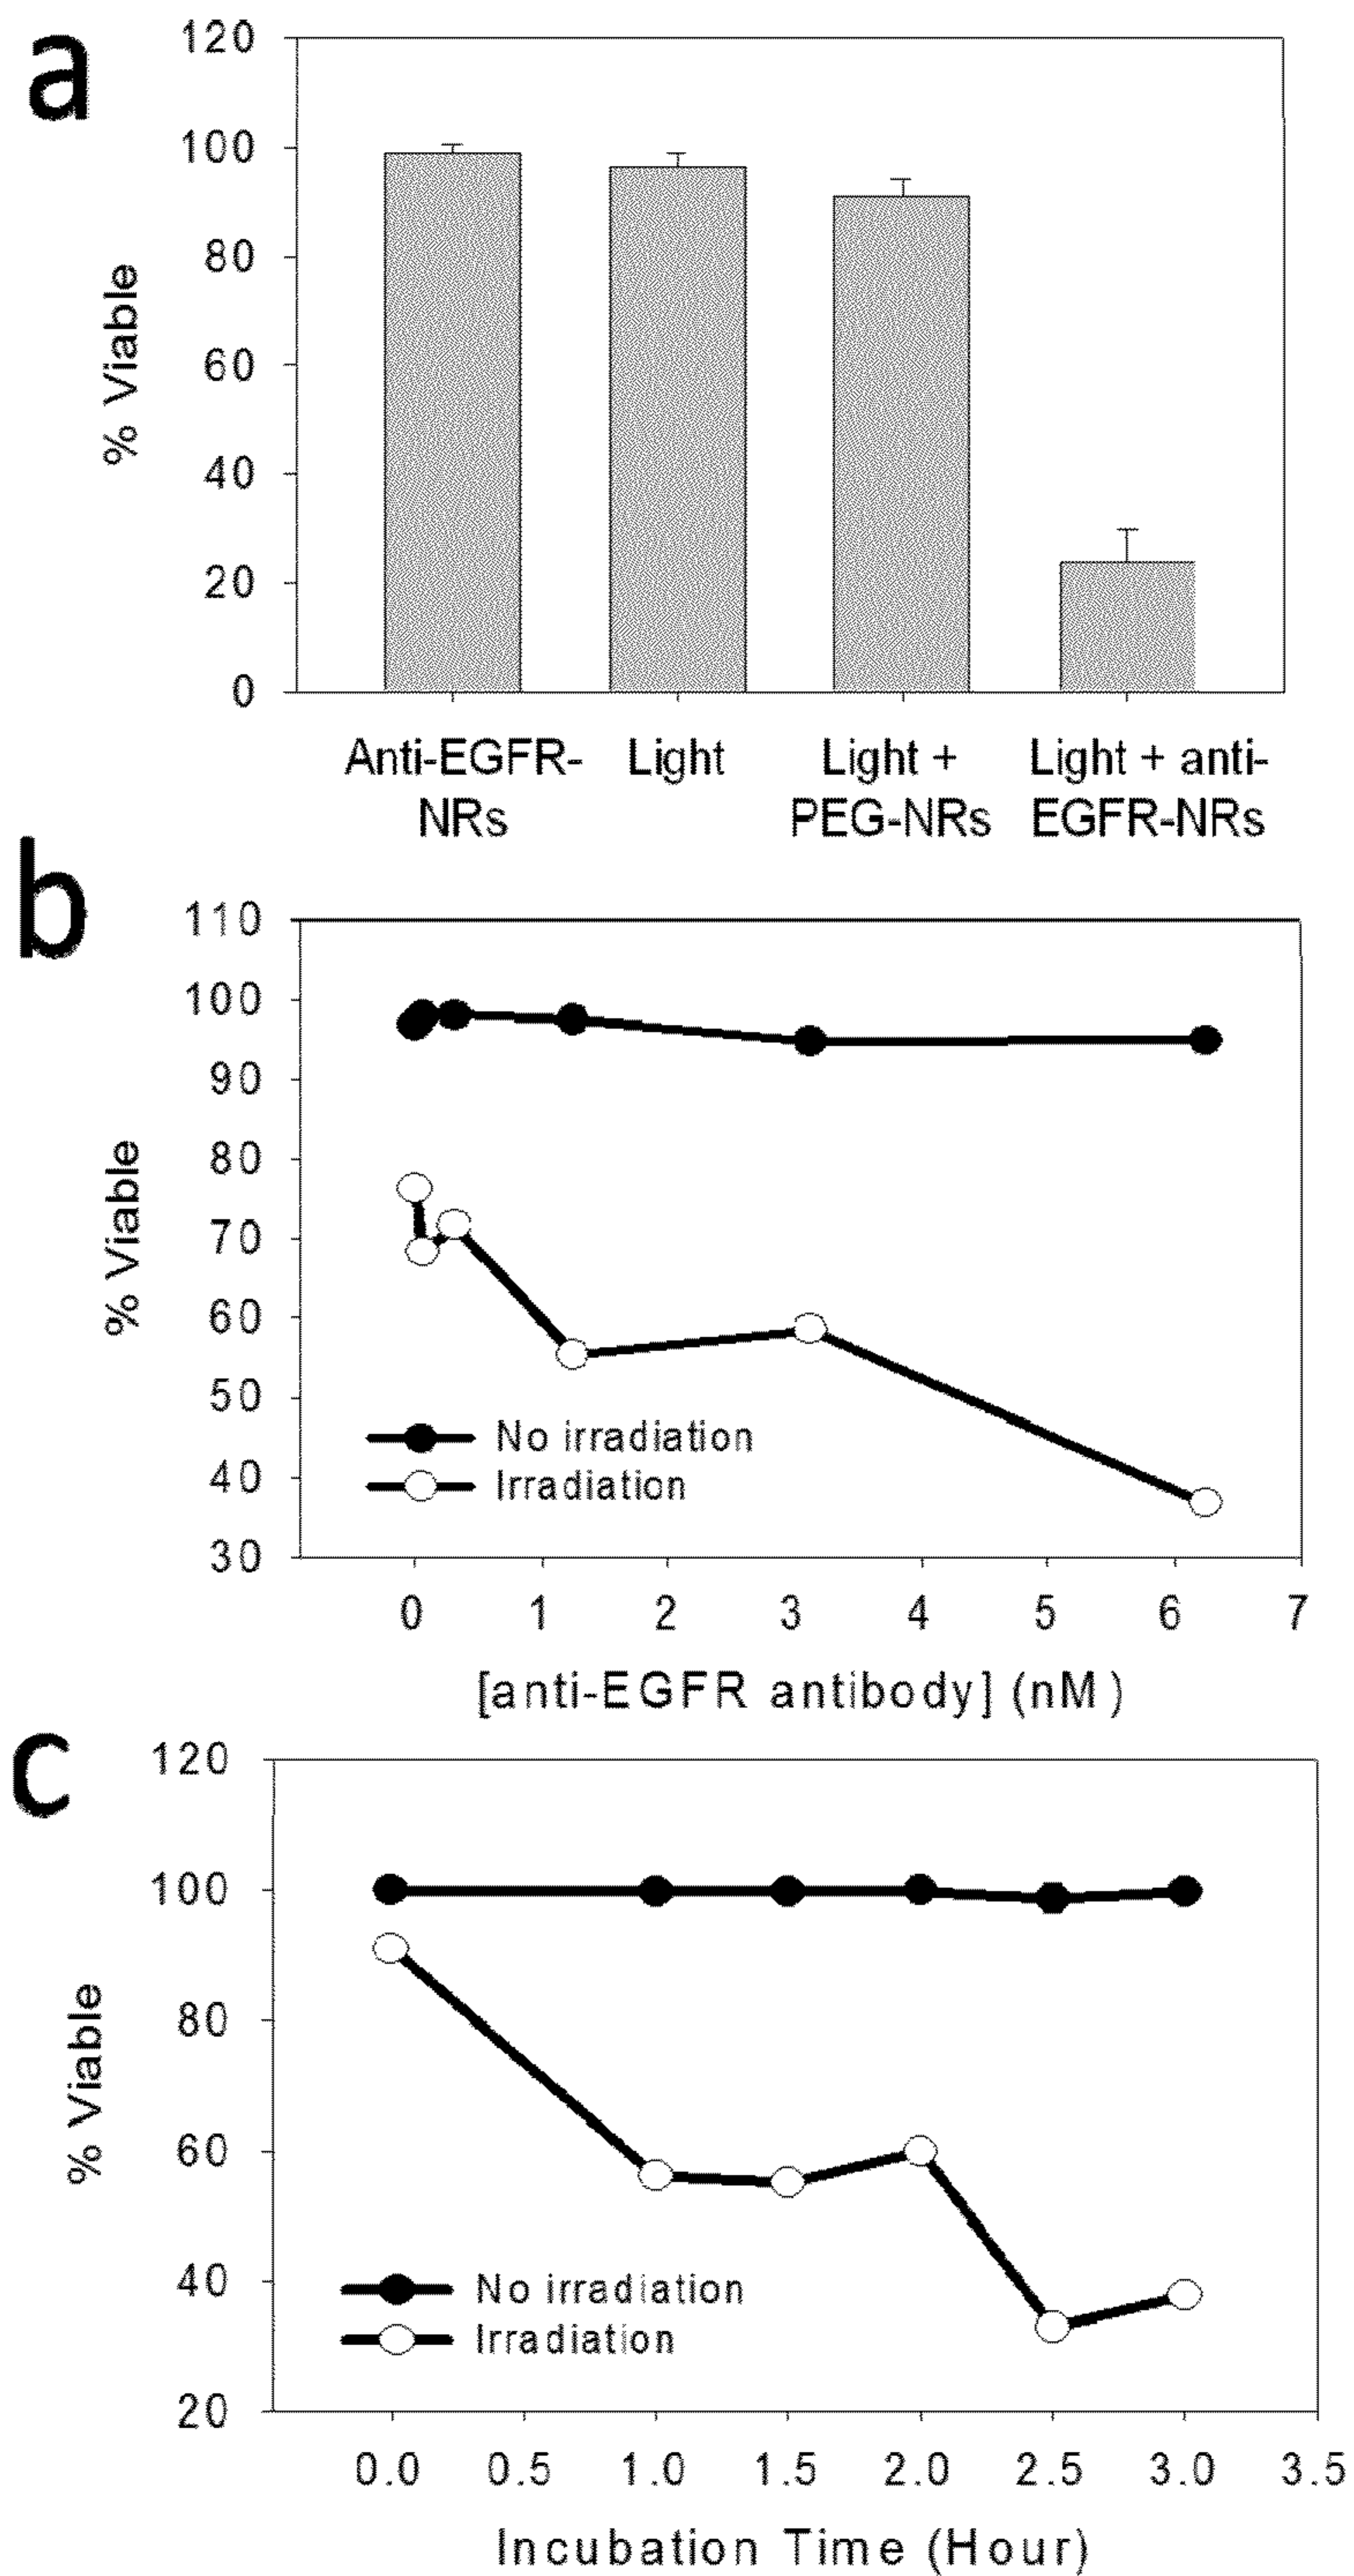 a
120
100
80
60
40
20
0
% Viable
Anti-EGFR- Light Light + Light + anti-
NRs PEG-NRs EGFR-NRs
b
110
100
90
80
70
60
50
40
30
% Viable
No irradiation
Irradiation
0 1 2 3 4 5 6 7
[anti-EGFR antibody] (nM)
c
120
100
80
60
40
20
% Viable
No irradiation
Irradiation
0.0 0.5 1.0 1.5 2.0 2.5 3.0 3.5
Incubation Time (Hour)